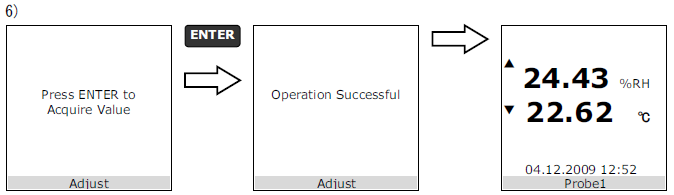 6)
Press ENTER to
Acquire Value
Adjust
ENTER
Operation Successful
Adjust
24.43 %RH
22.62 ℃
04.12.2009 12:52
Probe1